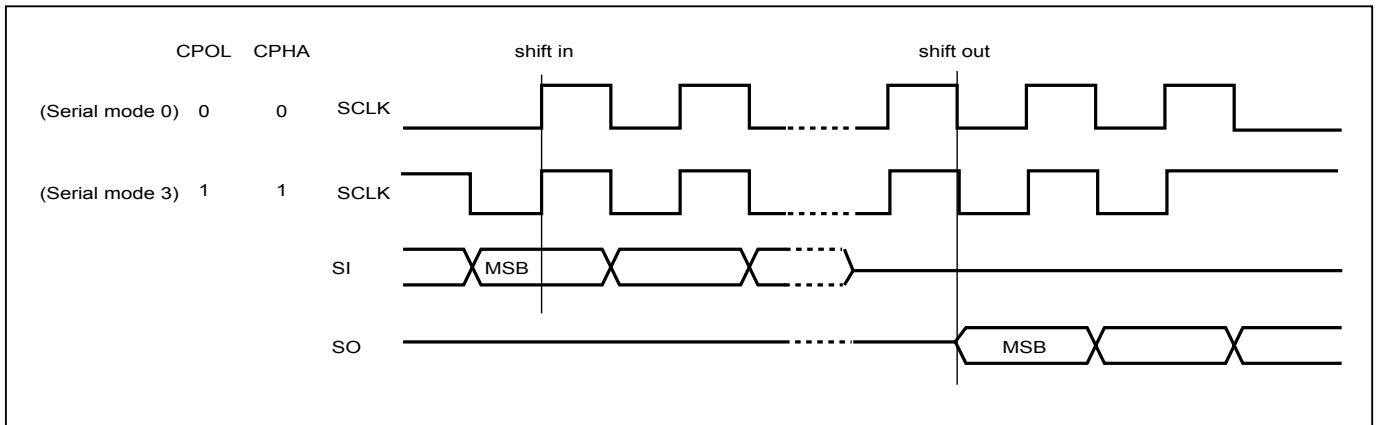 CPOL CPHA shift in shift out
(Serial mode 0) 0 0 SCLK
(Serial mode 3) 1 1 SCLK
SI MSB
SO MSB